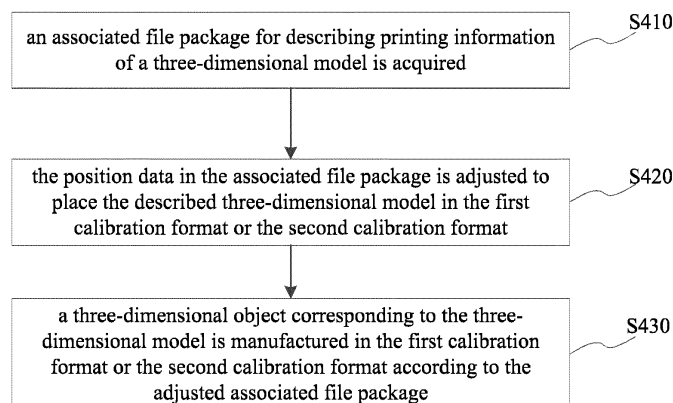 an associated file package for describing printing information
of a three-dimensional model is acquired
S410
the position data in the associated file package is adjusted to
place the described three-dimensional model in the first
calibration format or the second calibration format
S420
a three-dimensional object corresponding to the three-
dimensional model is manufactured in the first calibration
format or the second calibration format according to the
adjusted associated file package
S430